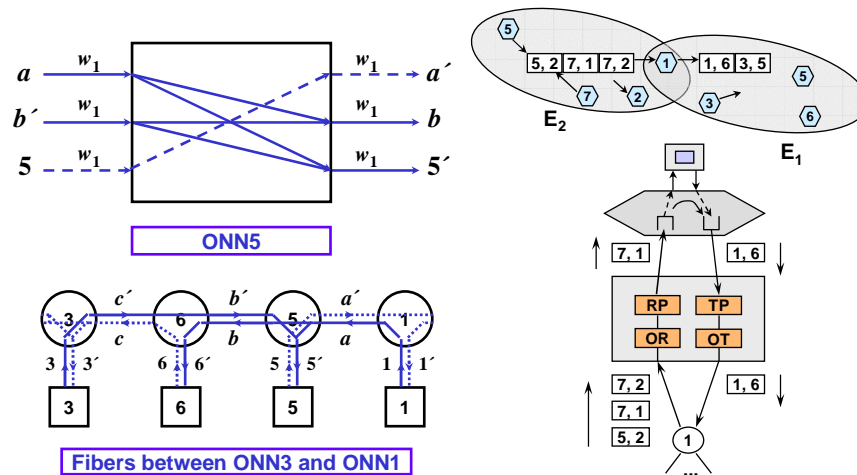 w1 w1
a a′
w1 w1
b′ b
w1 w1
5 5′
ONN5
c′ b′ a′
3 6 5 1
c b a
3 3′ 6 6′ 5 5′ 1 1′
3 6 5 1
Fibers between ONN3 and ONN1
5
5, 2 7, 1 7, 2 1 1, 6 3, 5
5
7 2 3
6
E2
E1
7, 1 1, 6
RP TP
OR OT
7, 2 1, 6
7, 1
5, 2
1
...